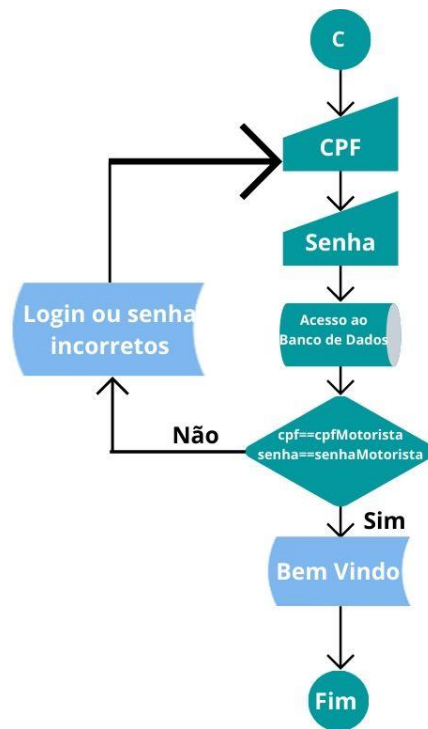 C
CPF
Senha
Login ou senha
incorretos
Acesso ao
Banco de Dados
cpf==cpfMotorista
senha==senhaMotorista
Não
Sim
Bem Vindo
Fim